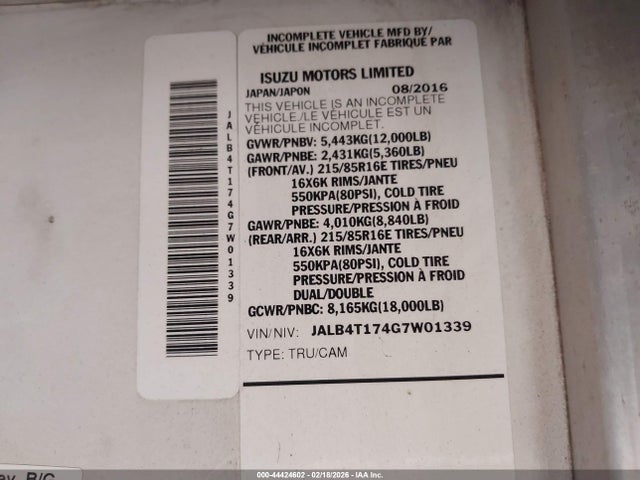 INCOMPLETE VEHICLE MFD BY/
VÉHICULE INCOMPLET FABRIQUÉ PAR
ISUZU MOTORS LIMITED
JAPAN/JAPON 08/2016
THIS VEHICLE IS AN INCOMPLETE
VEHICLE./LE VÉHICULE EST UN
VÉHICULE INCOMPLET.
GVWR/PNBV: 5,443KG(12,000LB)
GAWR/PNBE: 2,431KG(5,360LB)
(FRONT/AV.) 215/85R16E TIRES/PNEU
16X6K RIMS/JANTE
550KPA(80PSI), COLD TIRE
PRESSURE/PRESSION À FROID
GAWR/PNBE: 4,010KG(8,840LB)
(REAR/ARR.) 215/85R16E TIRES/PNEU
16X6K RIMS/JANTE
550KPA(80PSI), COLD TIRE
PRESSURE/PRESSION À FROID
DUAL/DOUBLE
GCWR/PNBC: 8,165KG(18,000LB)
VIN/NIV: JALB4T174G7W01339
TYPE: TRU/CAM
JALB4T174G7W01339
B/C
000-44424602 - 02/18/2026 - IAA Inc.